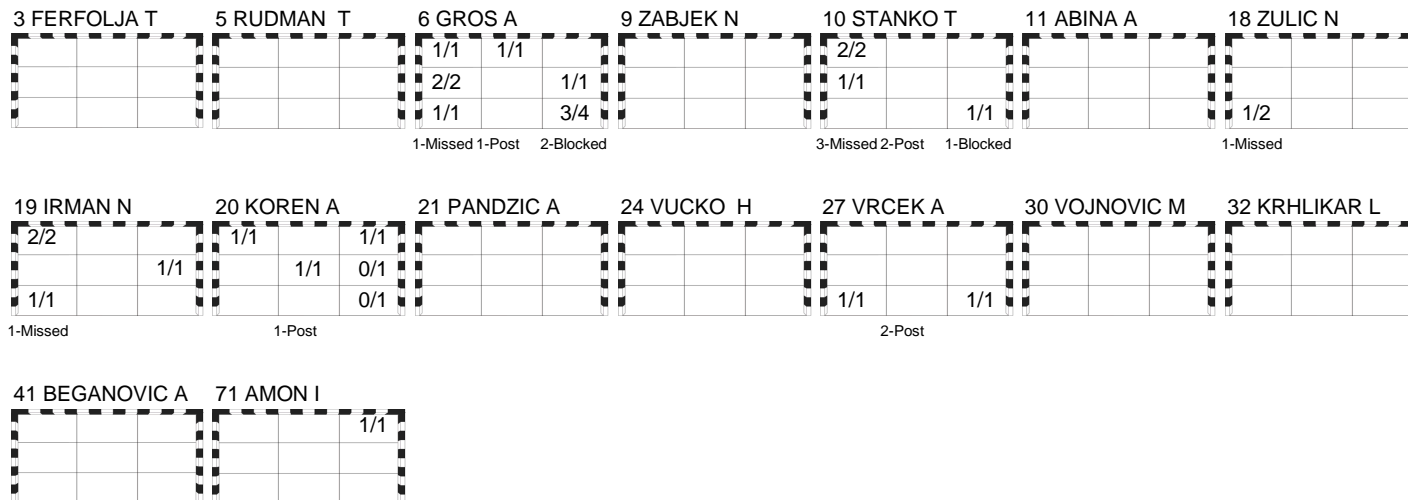 3 FERFOLJA T 5 RUDMAN T 6 GROS A 9 ZABJEK N 10 STANKO T 11 ABINA A 18 ZULIC N
1/1 1/1 2/2
2/2 1/1 1/1
1/1 3/4 1/1 1/2
1-Missed 1-Post 2-Blocked 3-Missed 2-Post 1-Blocked 1-Missed
19 IRMAN N 20 KOREN A 21 PANDZIC A 24 VUCKO H 27 VRCEK A 30 VOJNOVIC M 32 KRHLIKAR L
2/2 1/1 1/1
1/1 1/1 0/1
1/1 0/1 1/1 1/1
1-Missed 1-Post 2-Post
41 BEGANOVIC A 71 AMON I
1/1